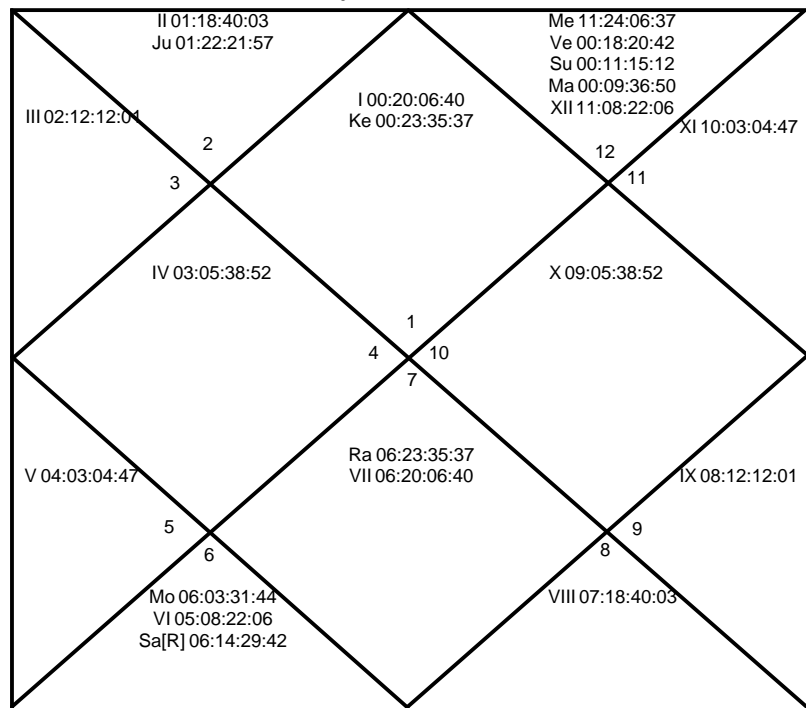 II 01:18:40:03
Ju 01:22:21:57
Me 11:24:06:37
Ve 00:18:20:42
Su 00:11:15:12
Ma 00:09:36:50
XII 11:08:22:06
I 00:20:06:40
Ke 00:23:35:37
III 02:12:12:01
XI 10:03:04:47
2
12
3
11
IV 03:05:38:52
X 09:05:38:52
1
4
10
7
Ra 06:23:35:37
VII 06:20:06:40
V 04:03:04:47
IX 08:12:12:01
5
9
6
8
Mo 06:03:31:44
VI 05:08:22:06
Sa[R] 06:14:29:42
VIII 07:18:40:03